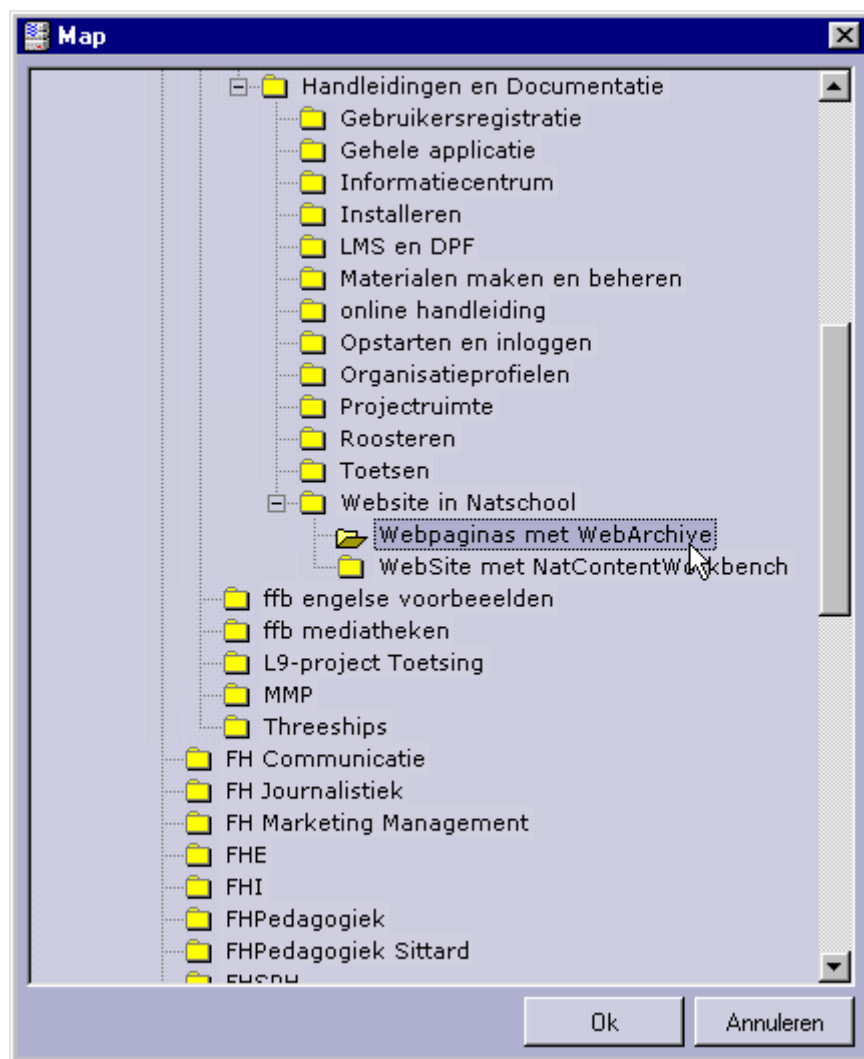 Map
Handleidingen en Documentatie
Gebruikersregistratie
Gehele applicatie
Informatiecentrum
Installeren
LMS en DPF
Materialen maken en beheren
online handleiding
Opstarten en inloggen
Organisatieprofielen
Projectruimte
Roosteren
Toetsen
Website in Natschool
Webpaginas met WebArchive
WebSite met NatContentWorkbench
ffb engelse voorbeeelden
ffb mediatheken
L9-project Toetsing
MMP
Threeships
FH Communicatie
FH Journalistiek
FH Marketing Management
FHE
FHI
FHPedagogiek
FHPedagogiek Sittard
Ok Annuleren